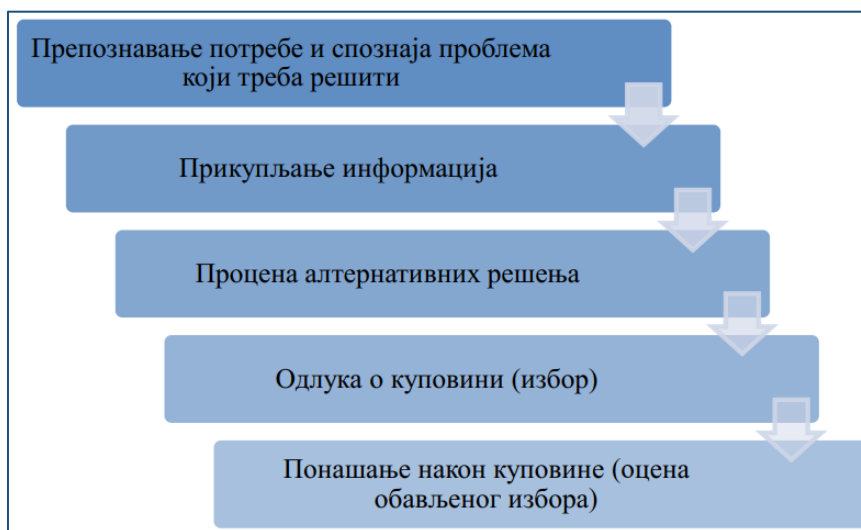 Препознавање потребе и спознаја проблема
који треба решити
Прикупљање информација
Процена алтернативних решења
Одлука о куповини (избор)
Понашање након куповине (оцена
обављеног избора)